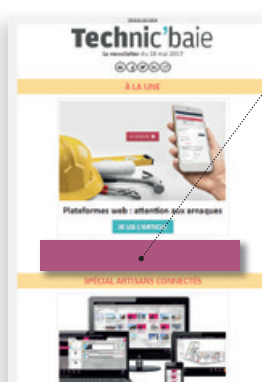 Technic'baie
La newsletter du 18 mai 2017
À LA UNE
Plateformes web : attention aux arnaques
JE LIS L'ARTICLE
SPÉCIAL ARTISANS CONNECTÉS